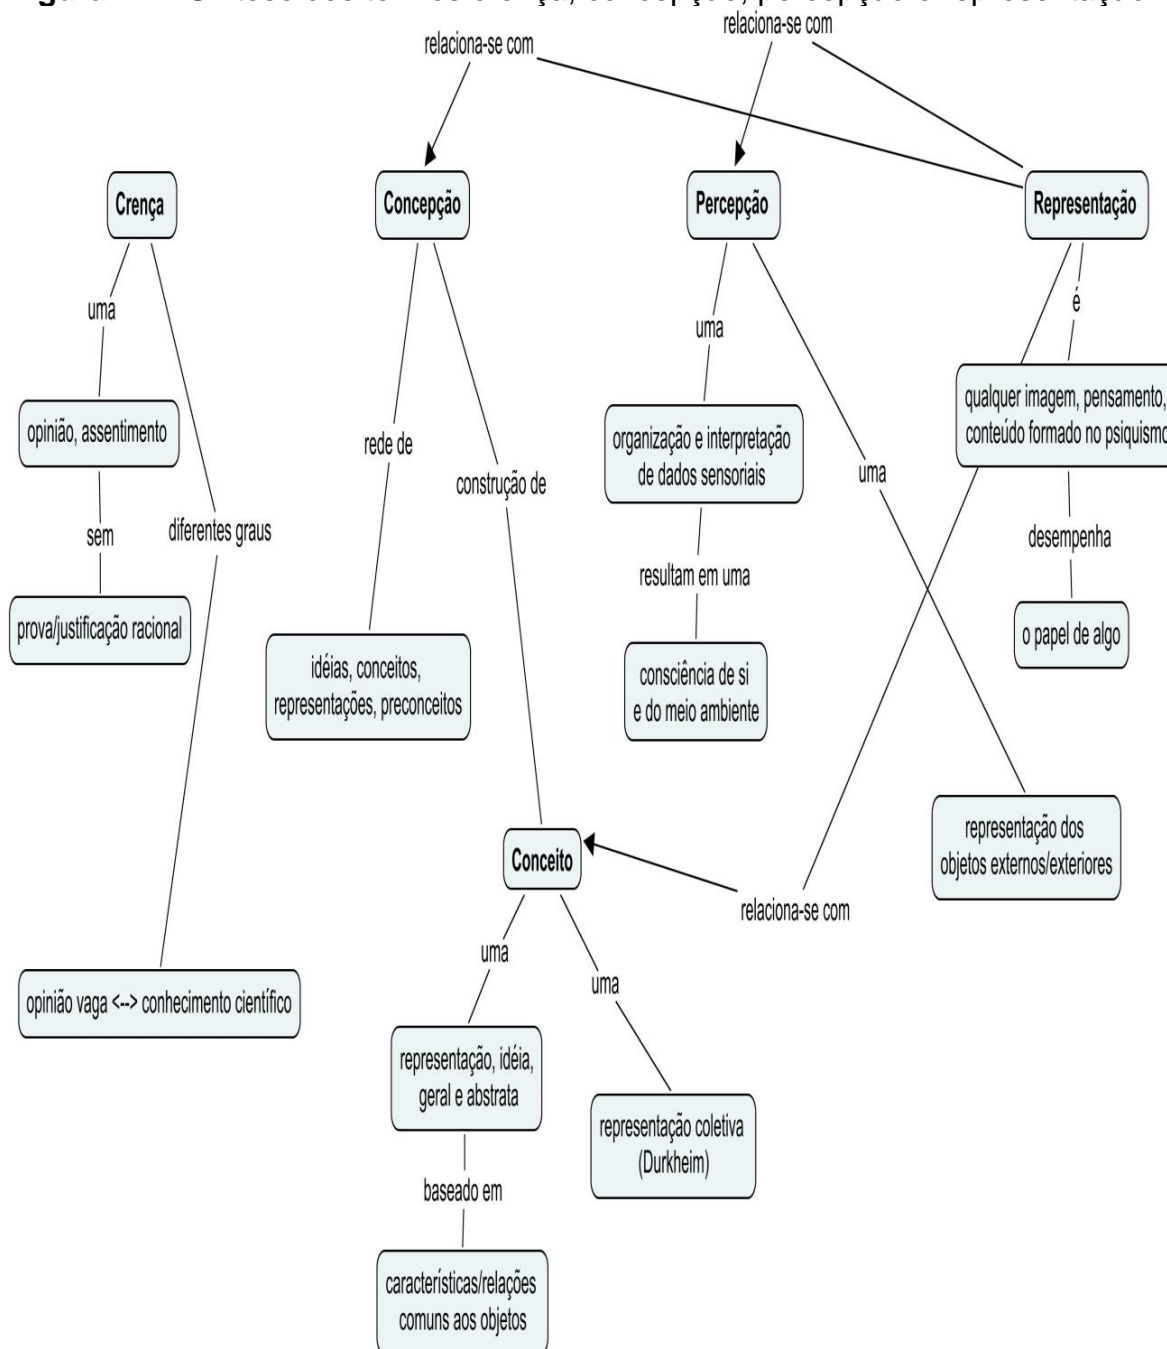 crença, concepção, percepção e representação
relaciona-se com
relaciona-se com
Crença
Concepção
Percepção
Representação
uma
é
uma
qualquer imagem, pensamento,
conteúdo formado no psiquismo
opinião, assentimento
organização e interpretação
de dados sensoriais
rede de
construção de
uma
sem
diferentes graus
desempenha
resultam em uma
prova/justificação racional
o papel de algo
idéias, conceitos,
representações, preconceitos
consciência de si
e do meio ambiente
representação dos
objetos externos/exteriores
Conceito
relaciona-se com
uma
uma
opinião vaga <--> conhecimento científico
representação, idéia,
geral e abstrata
representação coletiva
(Durkheim)
baseado em
características/relações
comuns aos objetos